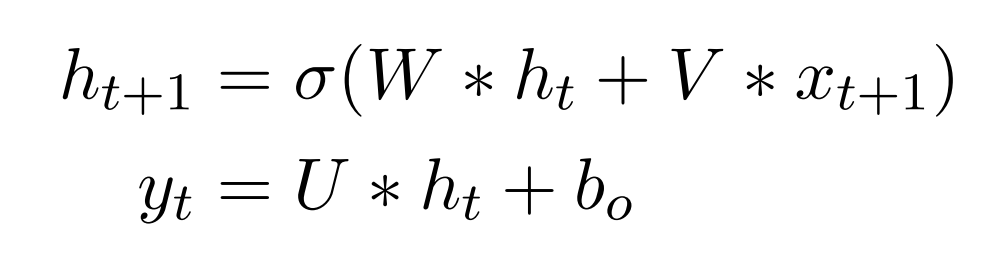 h_{t+1} = σ(W * h_t + V * x_{t+1})
y_t = U * h_t + b_o